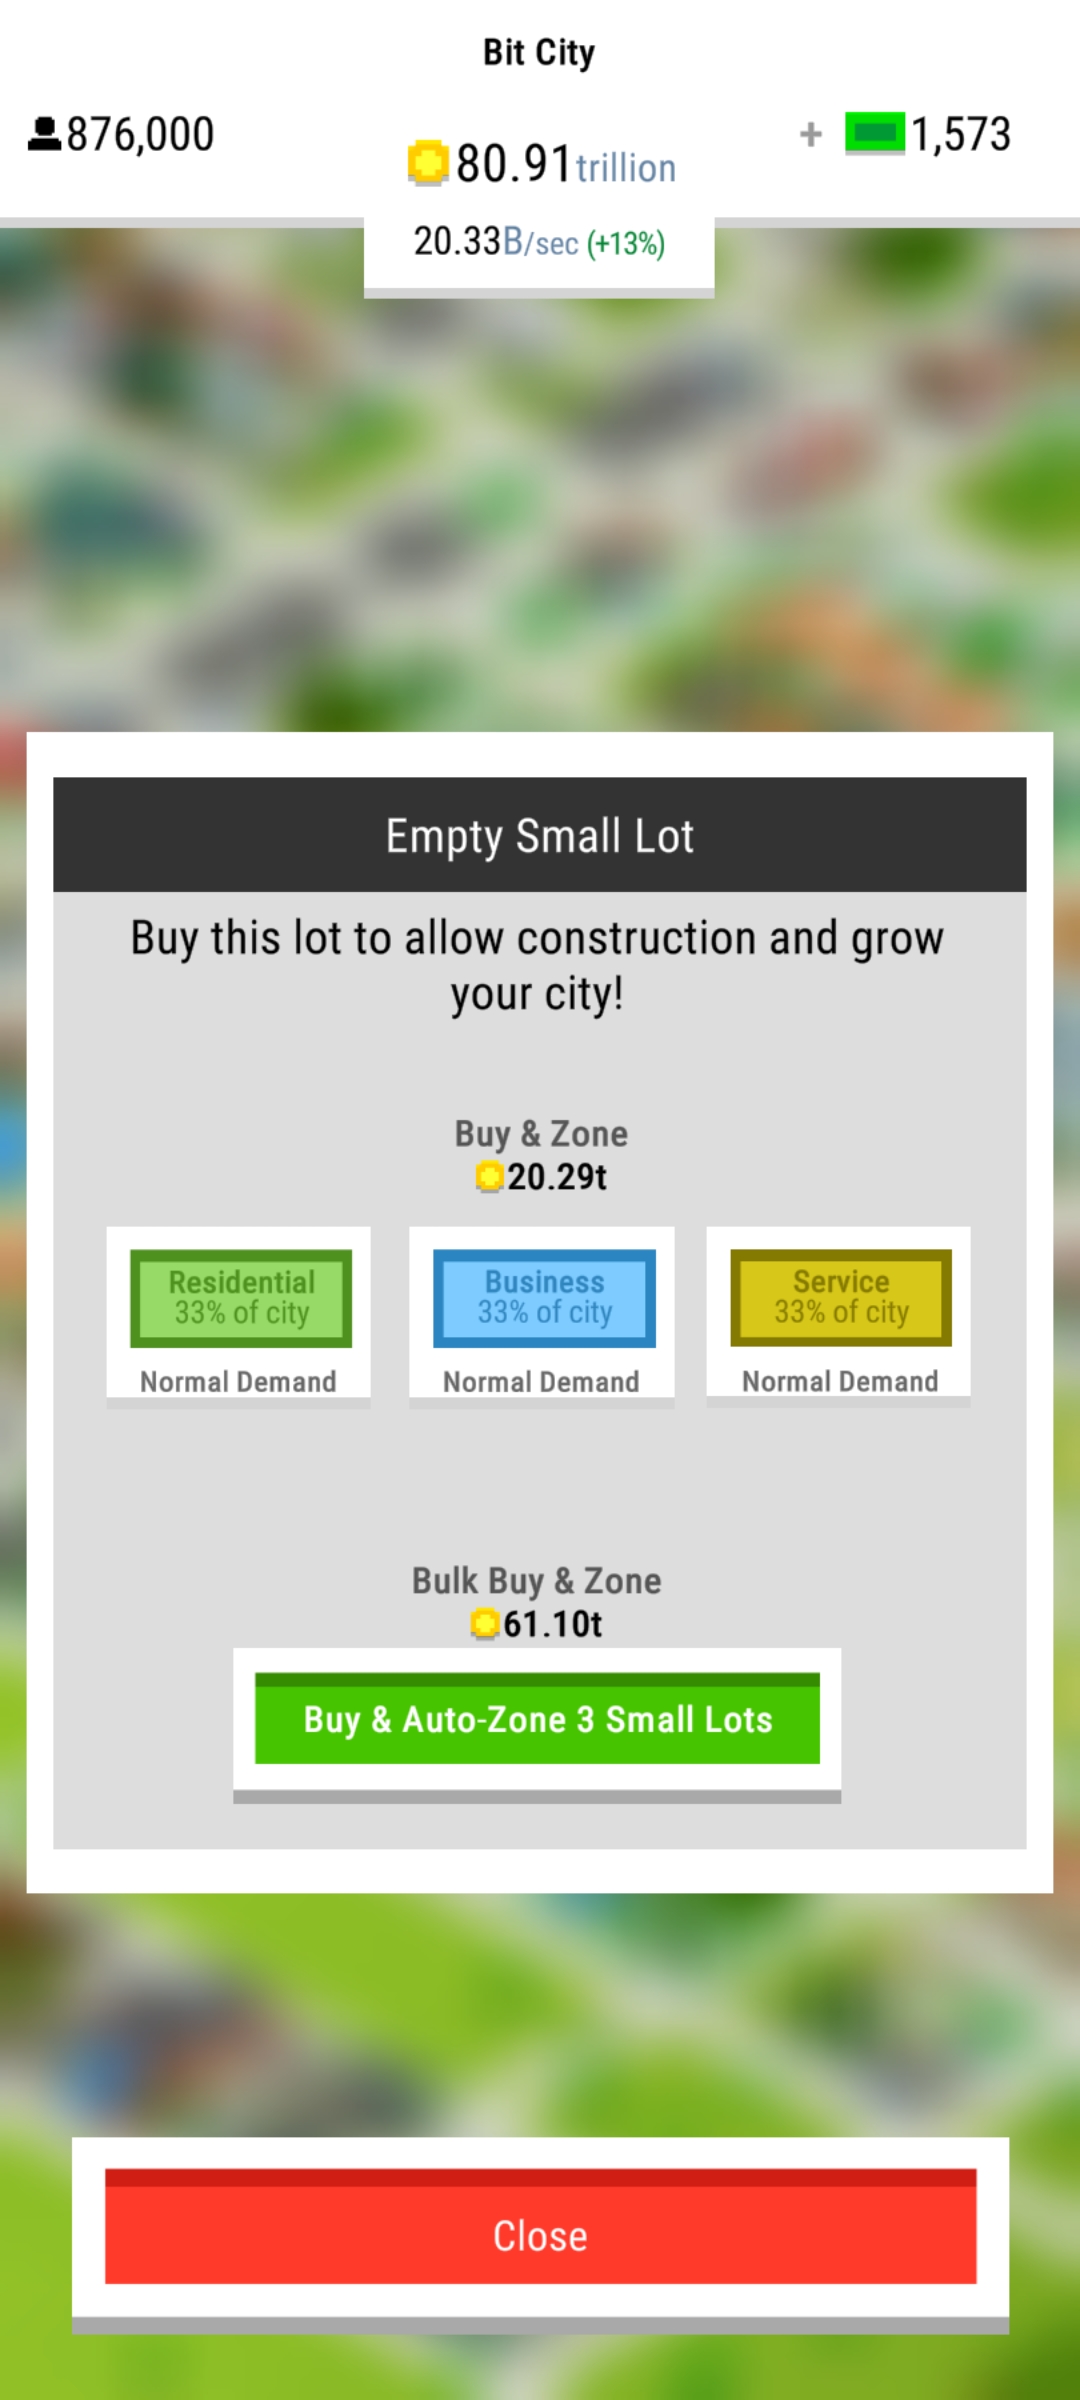 Bit City
876,000
80.91trillion
+ 1,573
20.33B/sec (+13%)
Empty Small Lot
Buy this lot to allow construction and grow
your city!
Buy & Zone
20.29t
Residential
33% of city
Normal Demand
Business
33% of city
Normal Demand
Service
33% of city
Normal Demand
Bulk Buy & Zone
61.10t
Buy & Auto-Zone 3 Small Lots
Close